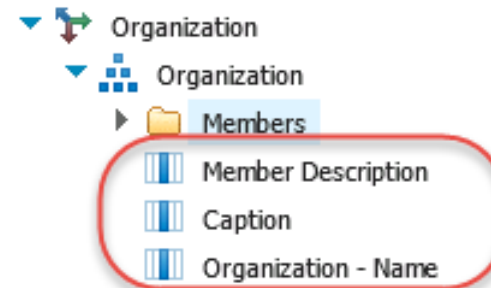 Organization
Organization
Members
Member Description
Caption
Organization - Name